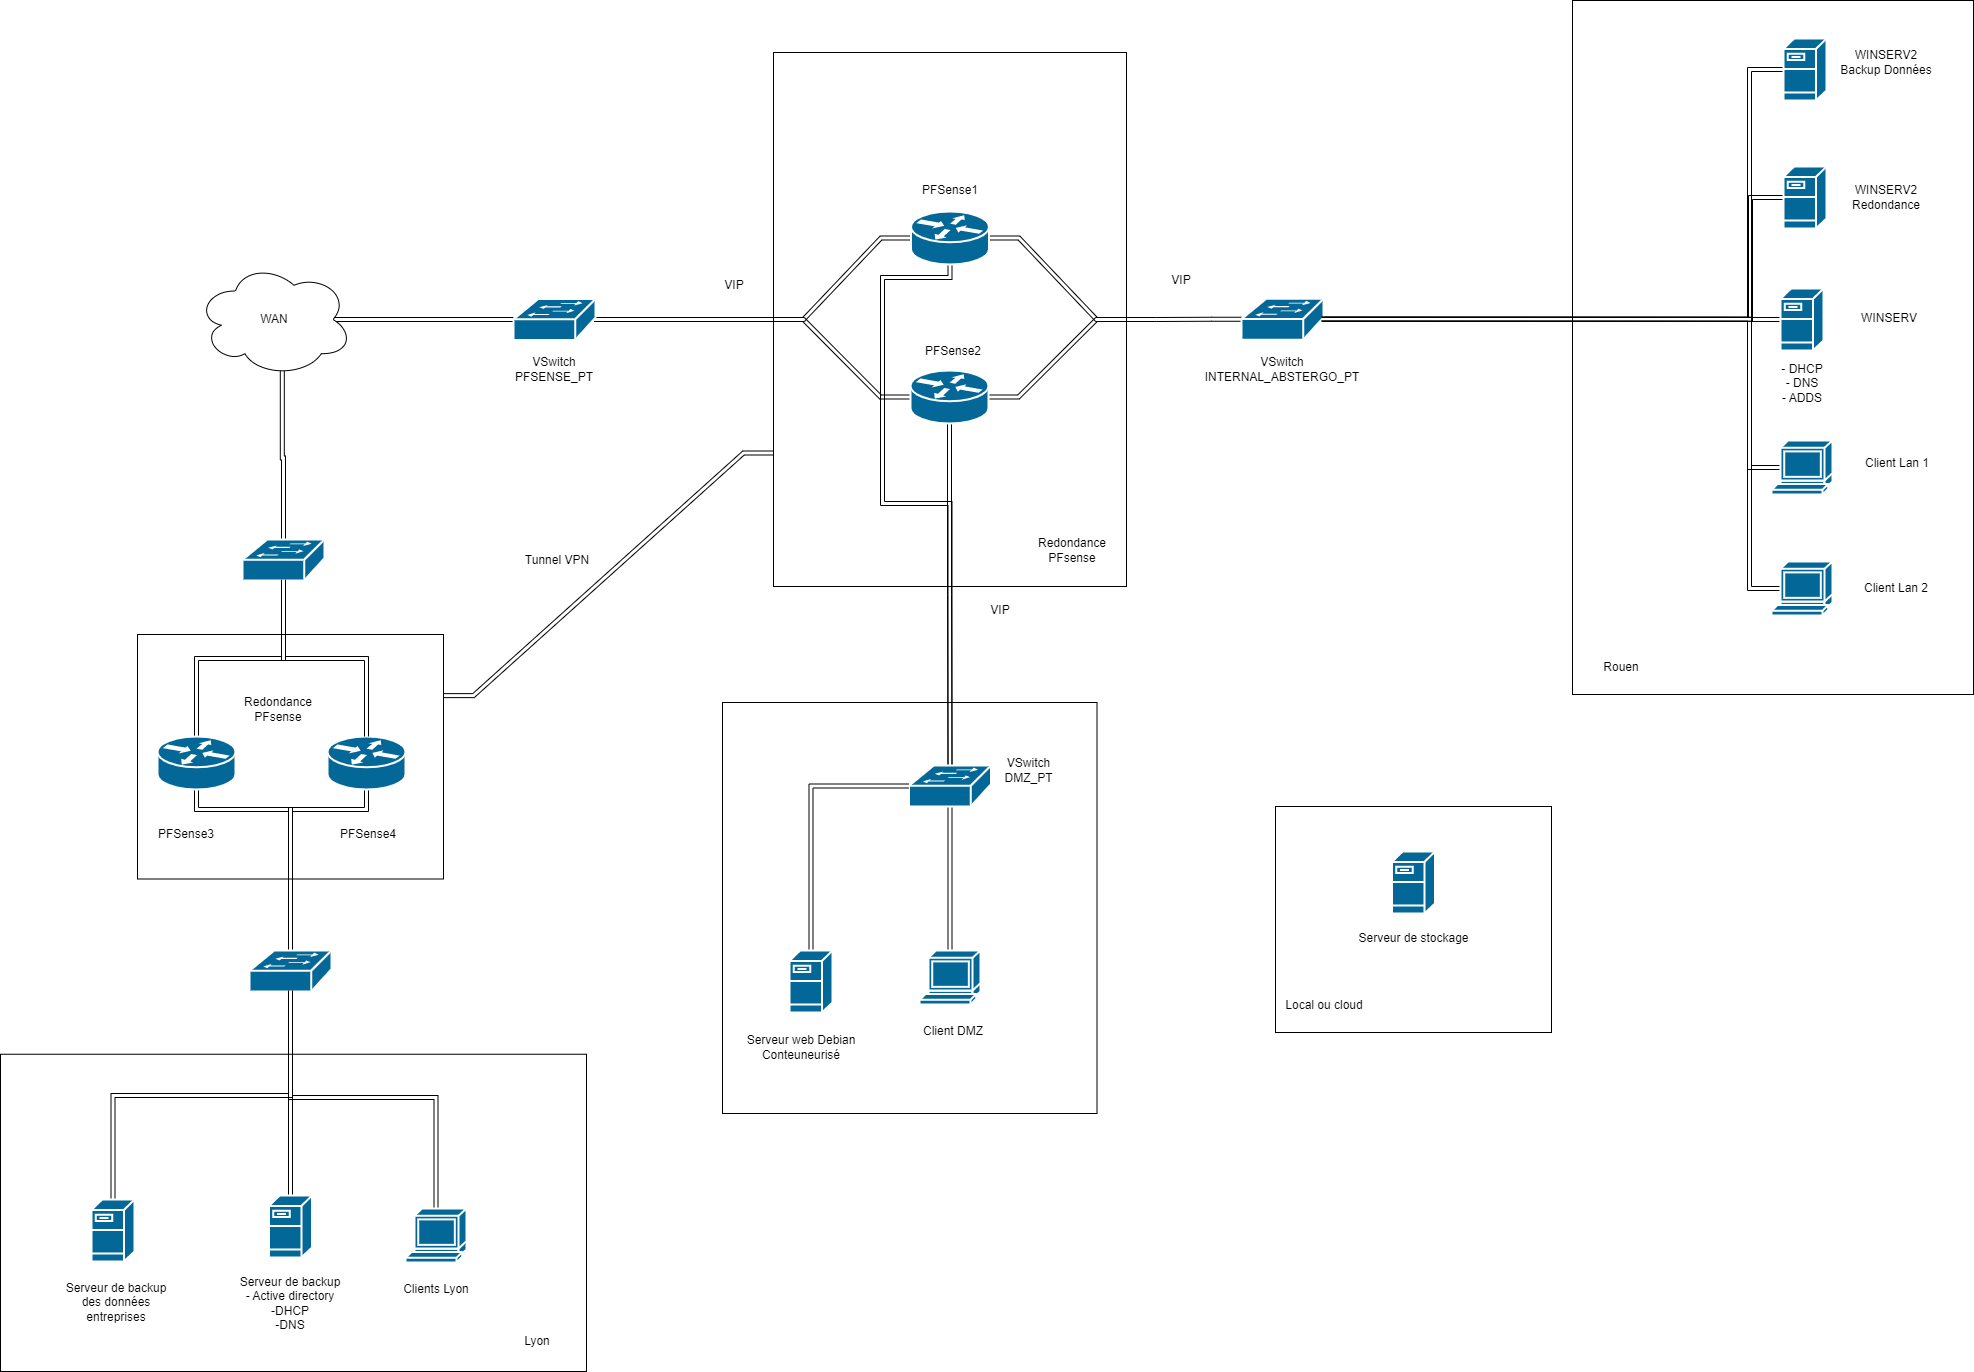 WINSERV2
Backup Données
PFSense1
WINSERV2
Redondance
VIP
VIP
WAN
WINSERV
PFSense2
VSwitch
PFSENSE_PT
VSwitch
INTERNAL_ABSTERGO_PT
- DHCP
- DNS
- ADDS
Client Lan 1
Redondance
PFsense
Tunnel VPN
Client Lan 2
VIP
Rouen
Redondance
PFsense
VSwitch
DMZ_PT
PFSense3
PFSense4
Serveur de stockage
Local ou cloud
Serveur web Debian
Conteuneurisé
Client DMZ
Serveur de backup
des données
entreprises
Serveur de backup
- Active directory
-DHCP
-DNS
Clients Lyon
Lyon